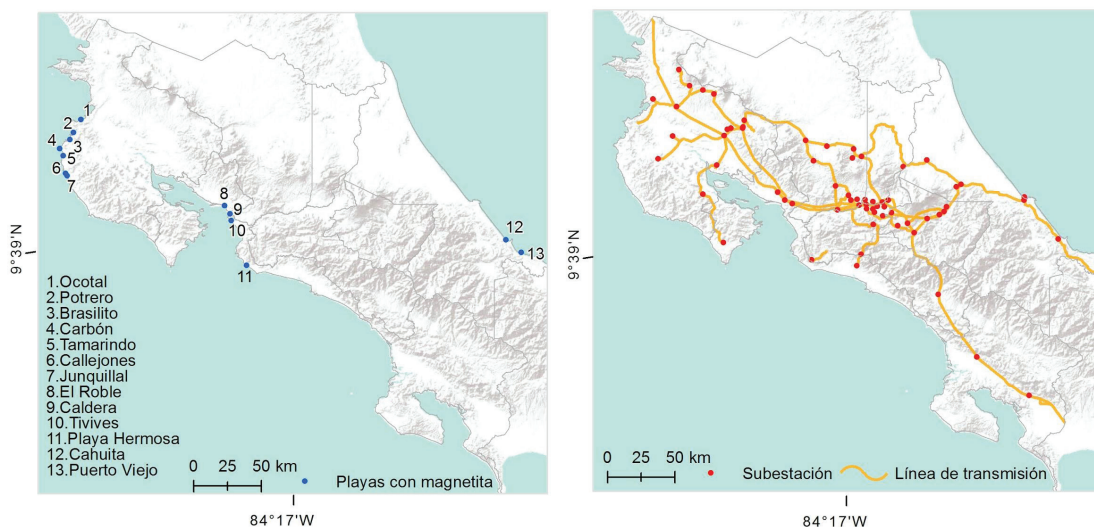 1
2
3
4
5
6
7
8
9
10
11
12
13
9°39'N
1.Ocotal
2.Potrero
3.Brasilito
4.Carbón
5.Tamarindo
6.Callejones
7.Junquillal
8.El Roble
9.Caldera
10.Tivives
11.Playa Hermosa
12.Cahuita
13.Puerto Viejo
0 25 50 km
Playas con magnetita
84°17'W
9°39'N
0 25 50 km
Subestación
Línea de transmisión
84°17'W